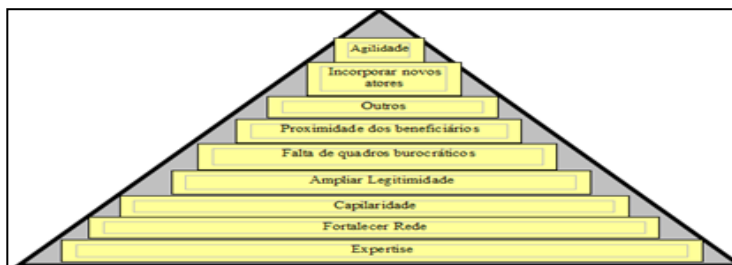 Agilidade
Incorporar novos
atores
Outros
Proximidade dos beneficiários
Falta de quadros burocráticos
Ampliar Legitimidade
Capilaridade
Fortalecer Rede
Expertise